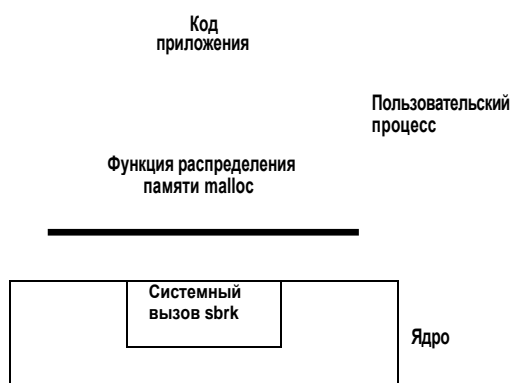 Код
приложения
Пользовательский
процесс
Функция распределения
памяти malloc
Системный
вызов sbrk
Ядро